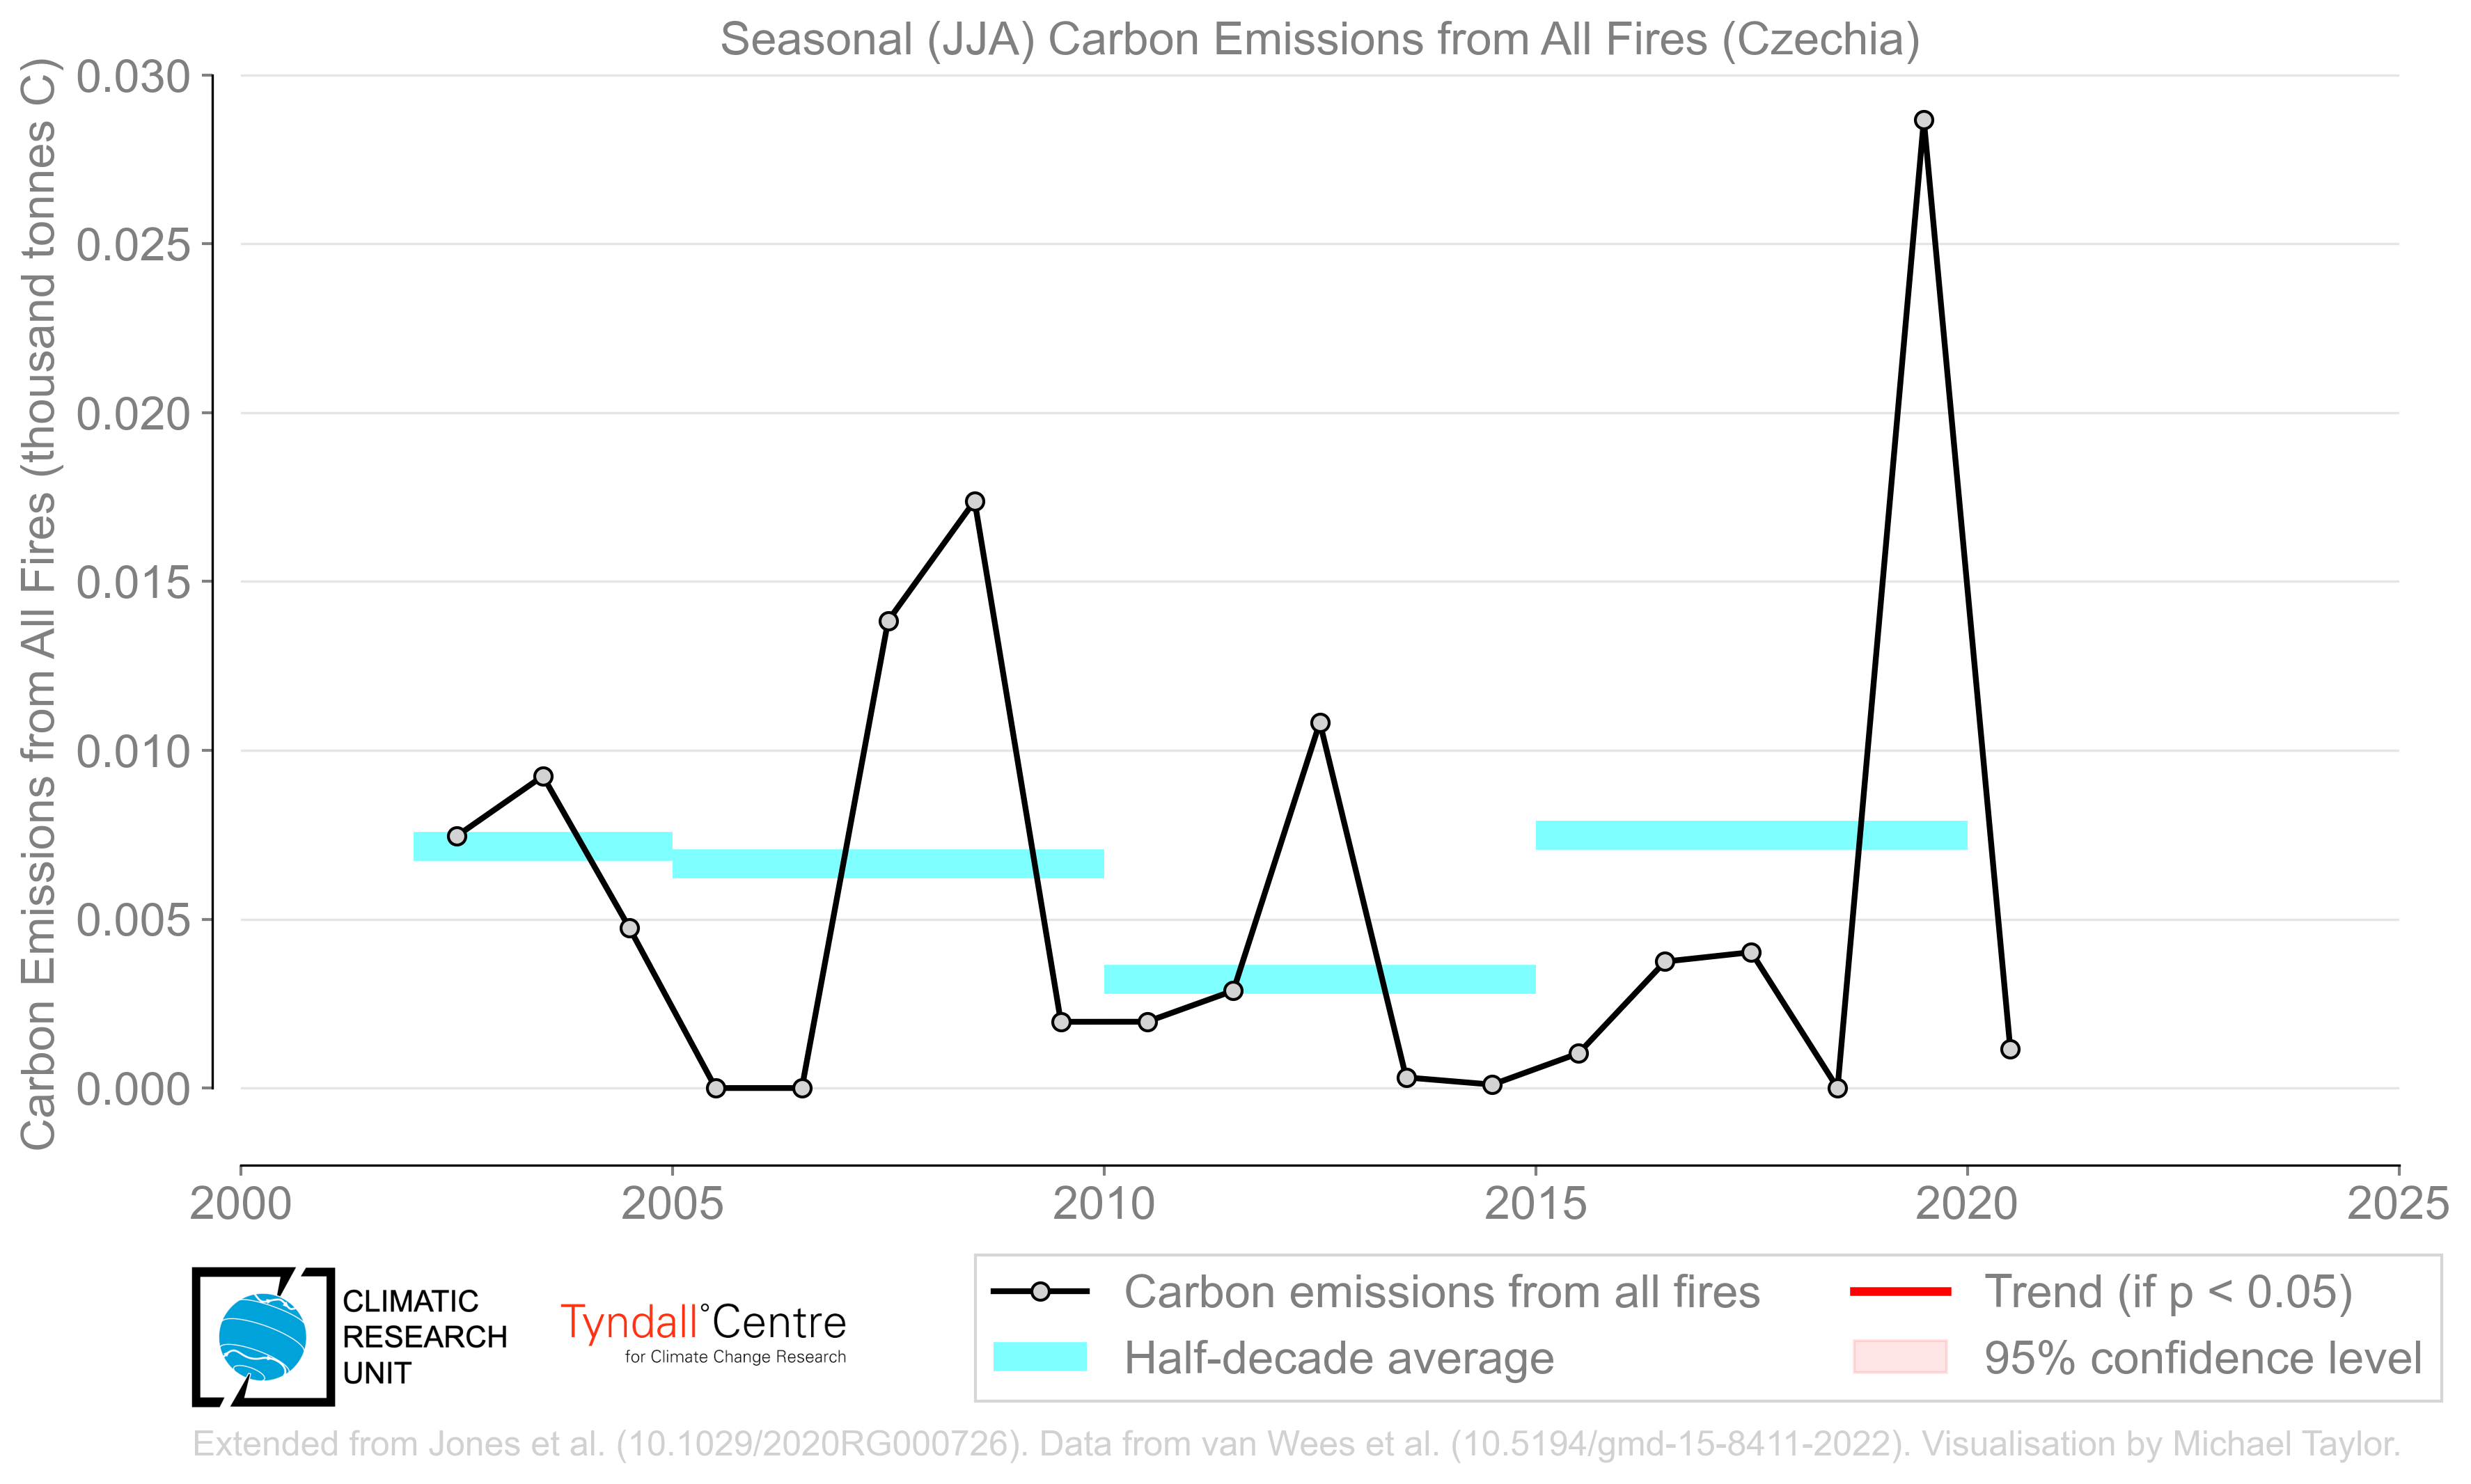 Seasonal (JJA) Carbon Emissions from All Fires (Czechia)
Carbon Emissions from All Fires (thousand tonnes C)
0.030
0.025
0.020
0.015
0.010
0.005
0.000
2000
2005
2010
2015
2020
2025
CLIMATIC
RESEARCH
UNIT
Tyndall°Centre
for Climate Change Research
Carbon emissions from all fires
Half-decade average
Trend (if p < 0.05)
95% confidence level
Extended from Jones et al. (10.1029/2020RG000726). Data from van Wees et al. (10.5194/gmd-15-8411-2022). Visualisation by Michael Taylor.